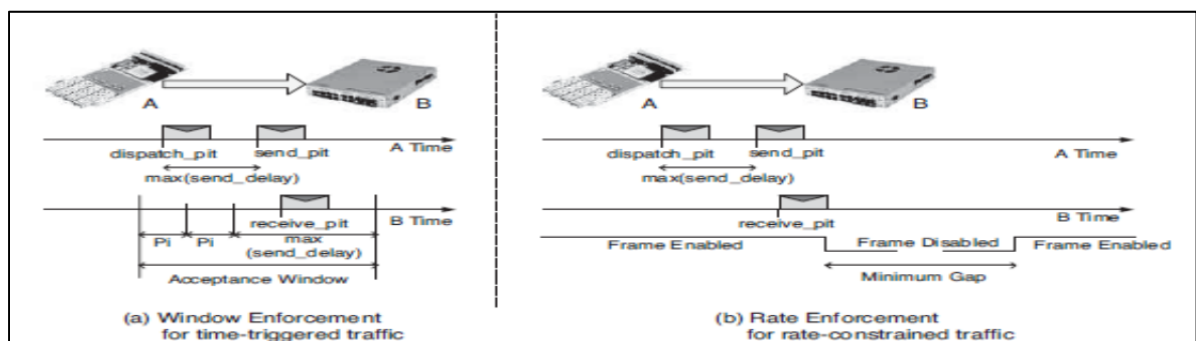 A
B
dispatch_pit
send_pit
A Time
max(send_delay)
receive_pit
B Time
Pi
Pi
max
(send_delay)
Acceptance Window
(a) Window Enforcement
for time-triggered traffic
A
B
dispatch_pit
send_pit
A Time
max(send_delay)
receive_pit
B Time
Frame Enabled
Frame Disabled
Frame Enabled
Minimum Gap
(b) Rate Enforcement
for rate-constrained traffic